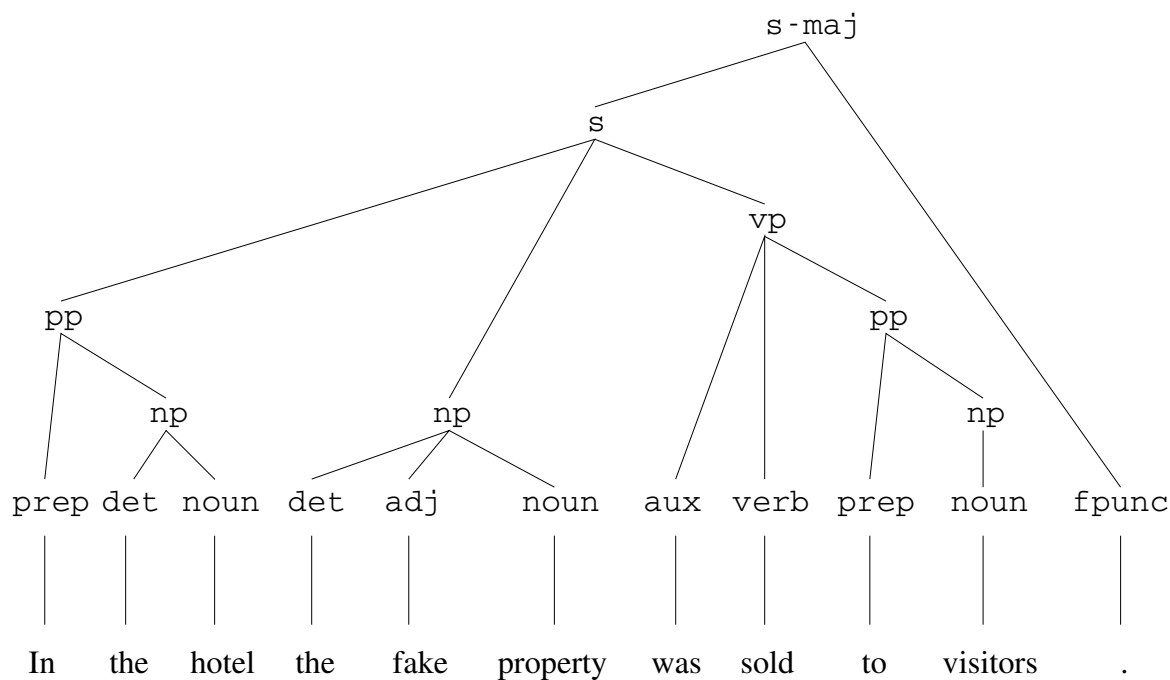 s-maj
s
vp
pp pp
np np np
prep det noun det adj noun aux verb prep noun fpunc
In the hotel the fake property was sold to visitors .